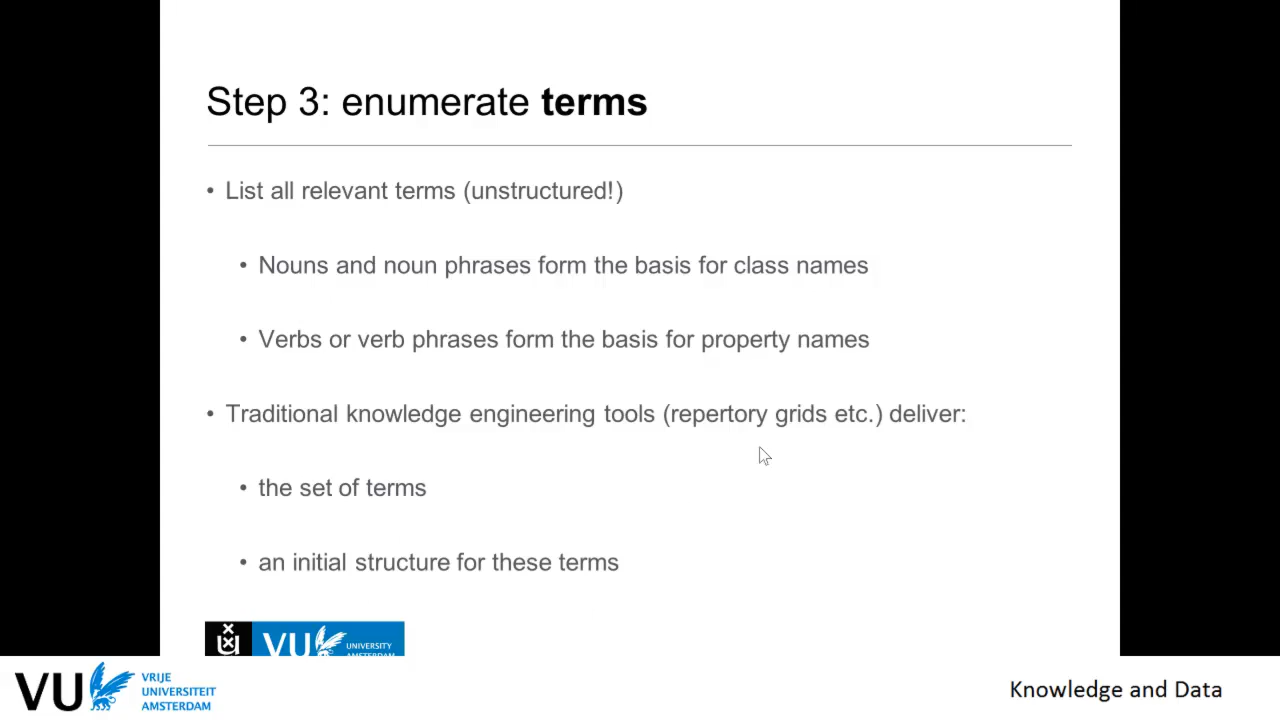 Step 3: enumerate terms
• List all relevant terms (unstructured!)
• Nouns and noun phrases form the basis for class names
• Verbs or verb phrases form the basis for property names
• Traditional knowledge engineering tools (repertory grids etc.) deliver:
• the set of terms
• an initial structure for these terms
VU UNIVERSITY
AMSTERDAM
VU VRIJE
UNIVERSITEIT
AMSTERDAM
Knowledge and Data